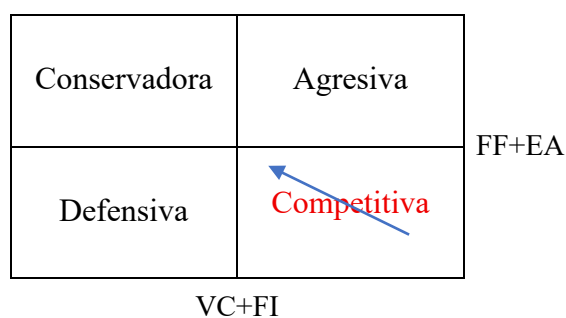 Conservadora
Agresiva
FF+EA
Defensiva
Competitiva
VC+FI